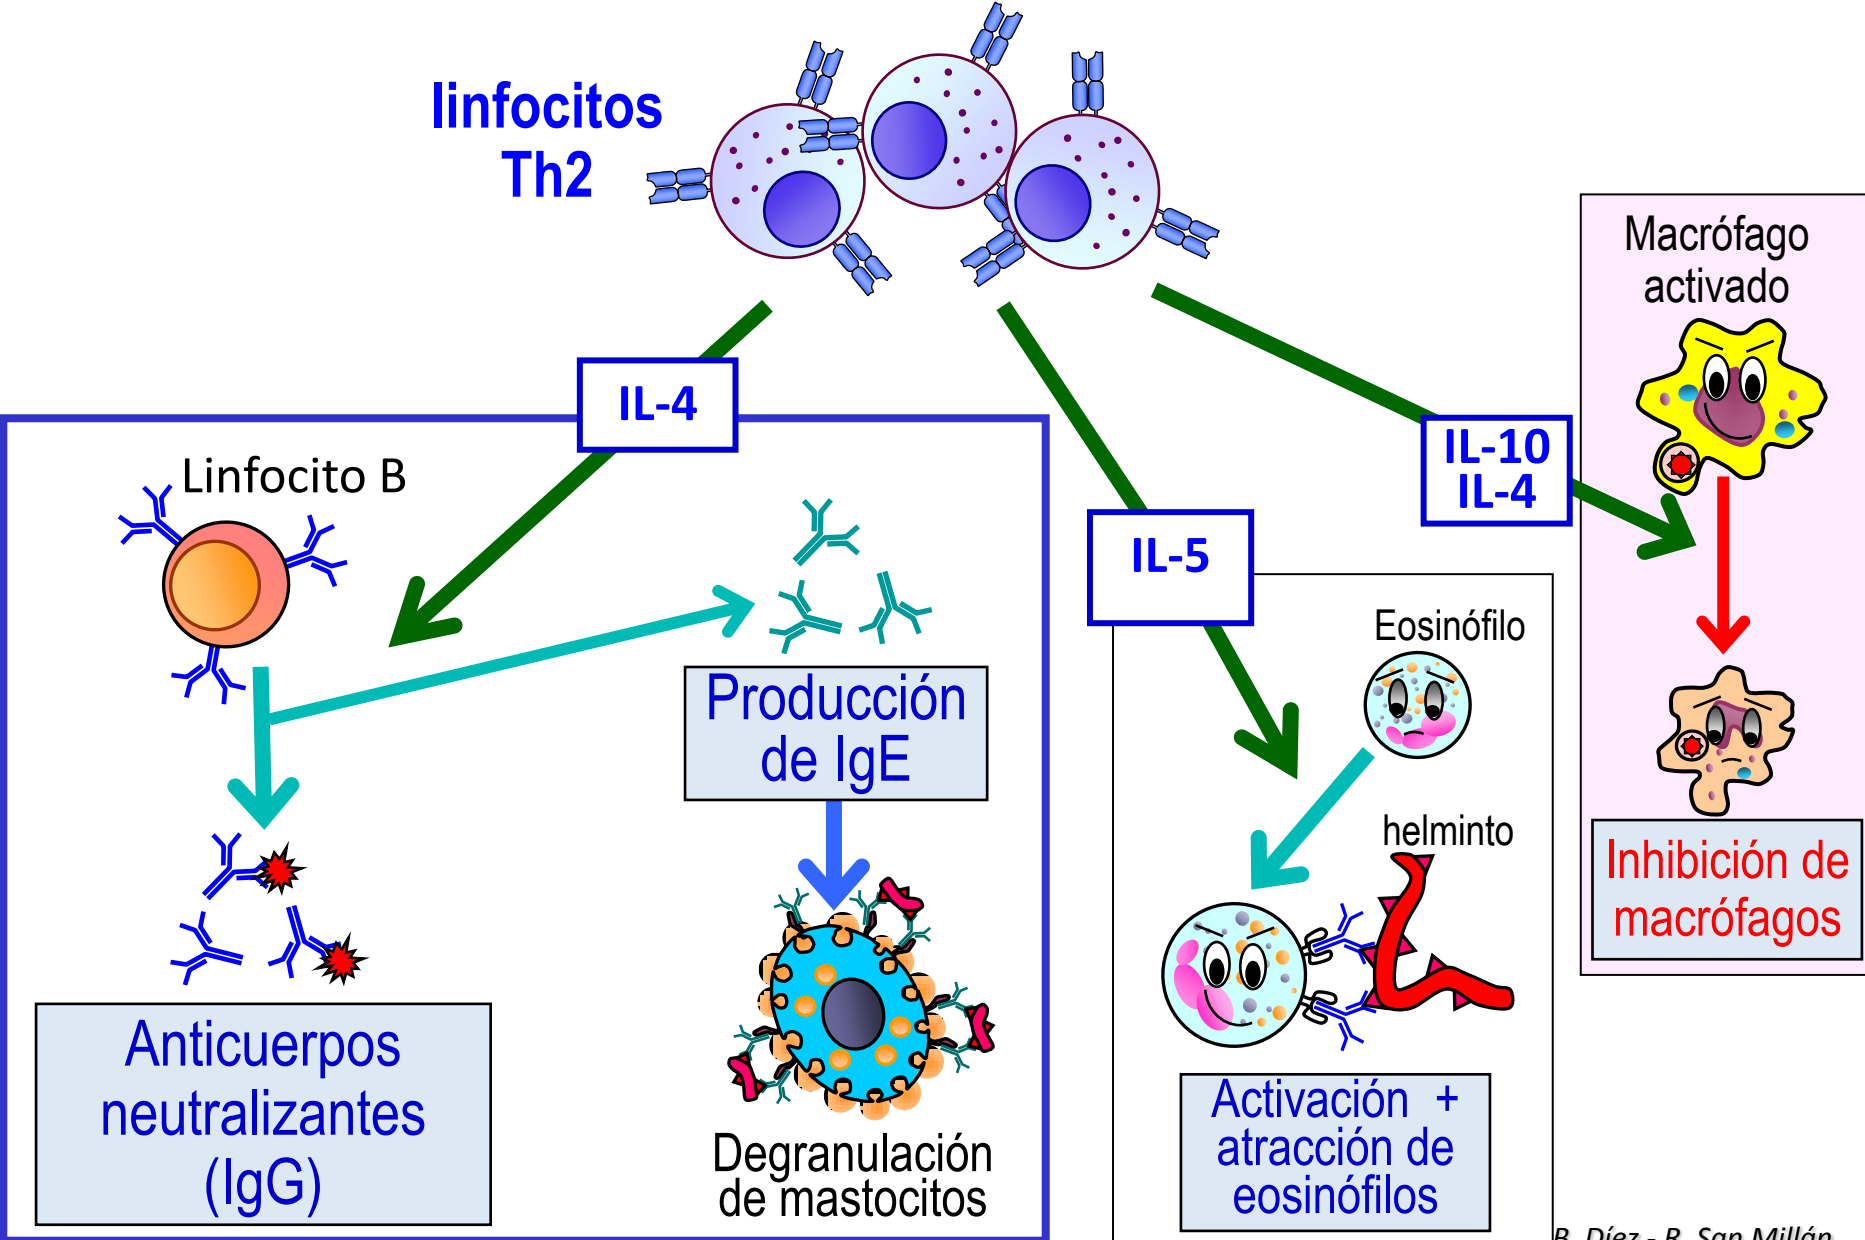 linfocitos
Th2
Macrófago
activado
IL-4
IL-10
IL-4
Linfocito B
IL-5
Eosinófilo
Producción
de IgE
helminto
Inhibición de
macrófagos
Anticuerpos
neutralizantes
(IgG)
Degranulación
de mastocitos
Activación +
atracción de
eosinófilos
B. Díez - R. San Millán